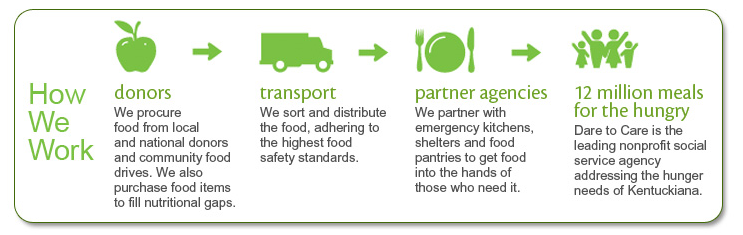 How
We
Work
donors
We procure
food from local
and national donors
and community food
drives. We also
purchase food items
to fill nutritional gaps.
transport
We sort and distribute
the food, adhering to
the highest food
safety standards.
partner agencies
We partner with
emergency kitchens,
shelters and food
pantries to get food
into the hands of
those who need it.
12 million meals
for the hungry
Dare to Care is the
leading nonprofit social
service agency
addressing the hunger
needs of Kentuckiana.